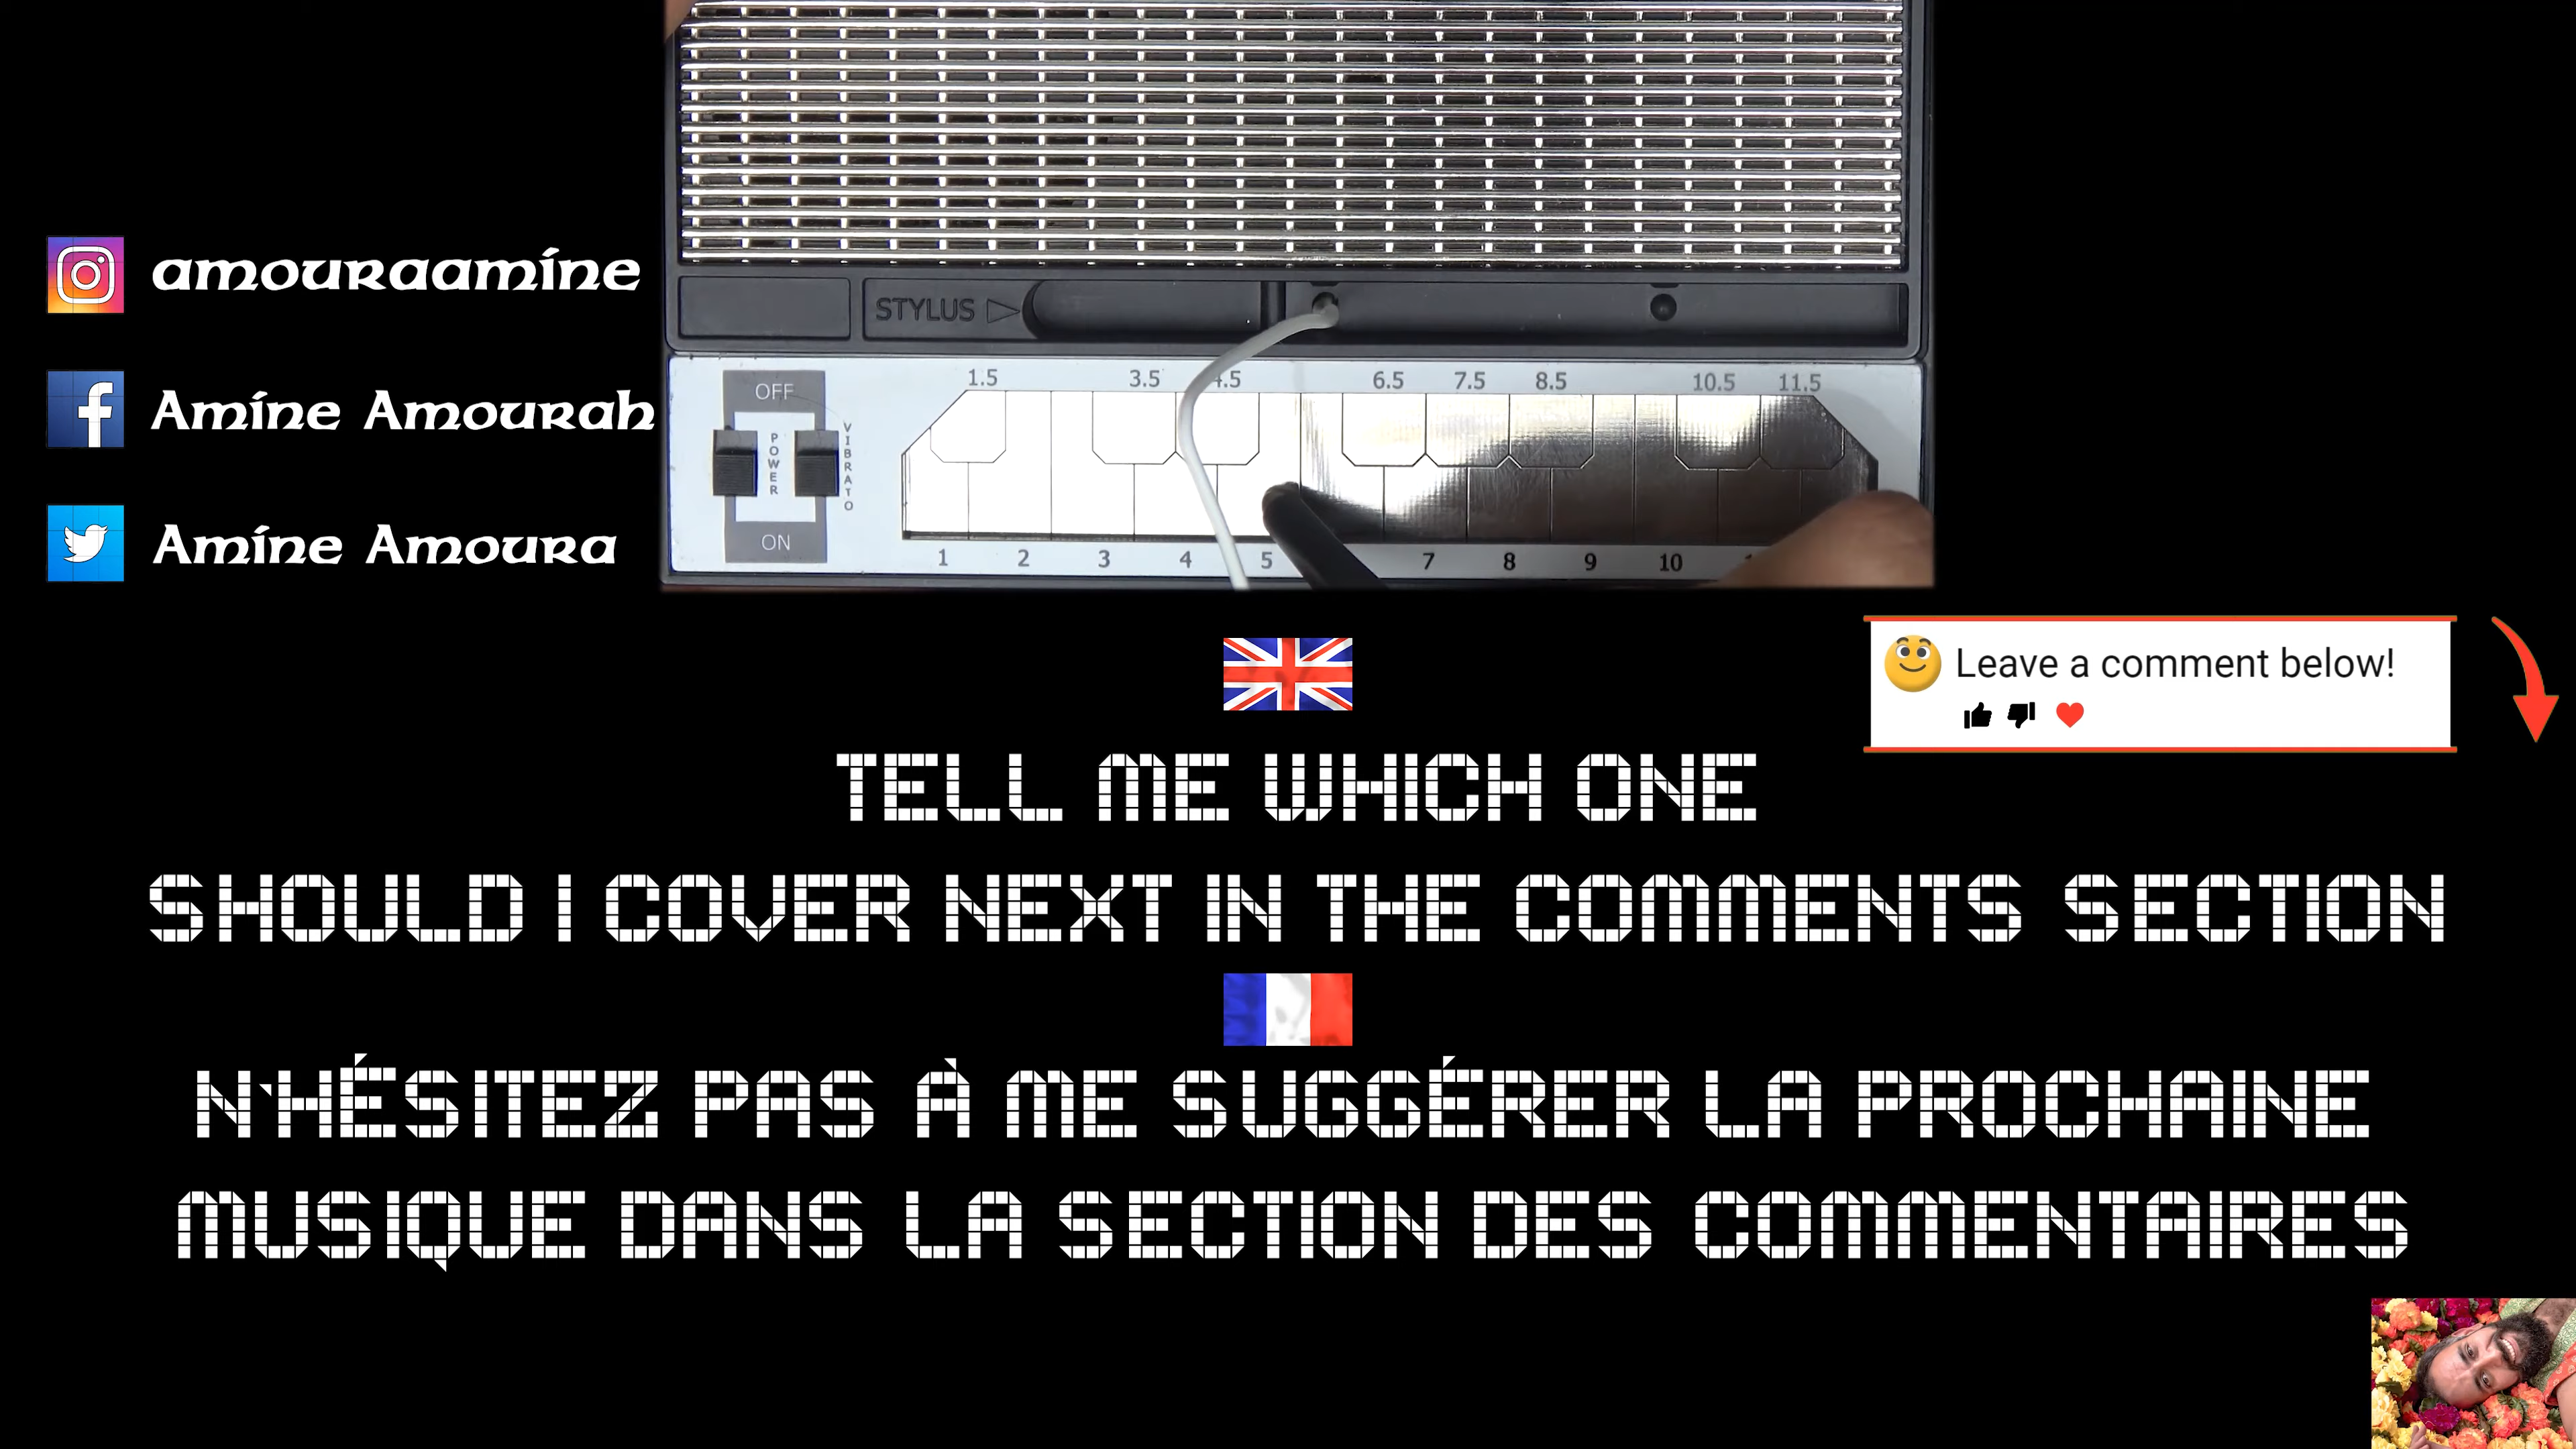 amouraamine
Amine Amourah
Amine Amoura
STYLUS
OFF
POWER
VIBRATO
ON
1.5 3.5 4.5 6.5 7.5 8.5 10.5 11.5
1 2 3 4 5 7 8 9 10
Leave a comment below!
TELL ME WHICH ONE
SHOULD I COVER NEXT IN THE COMMENTS SECTION
N'HÉSITEZ PAS À ME SUGGÉRER LA PROCHAINE
MUSIQUE DANS LA SECTION DES COMMENTAIRES